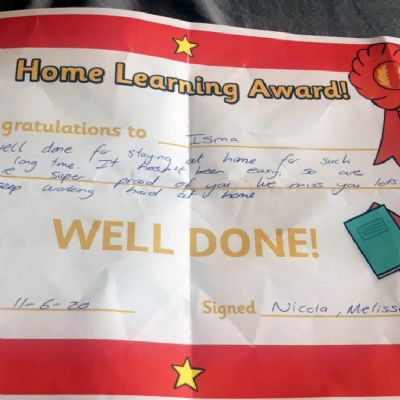 Home Learning Award!
ngratulations to Isma
well done for staying at home for such
long time. It hasn't been easy, so we
re super proud of you. We miss you lots
eep working hard at home
WELL DONE!
11-6-20 Signed Nicola, Meliss